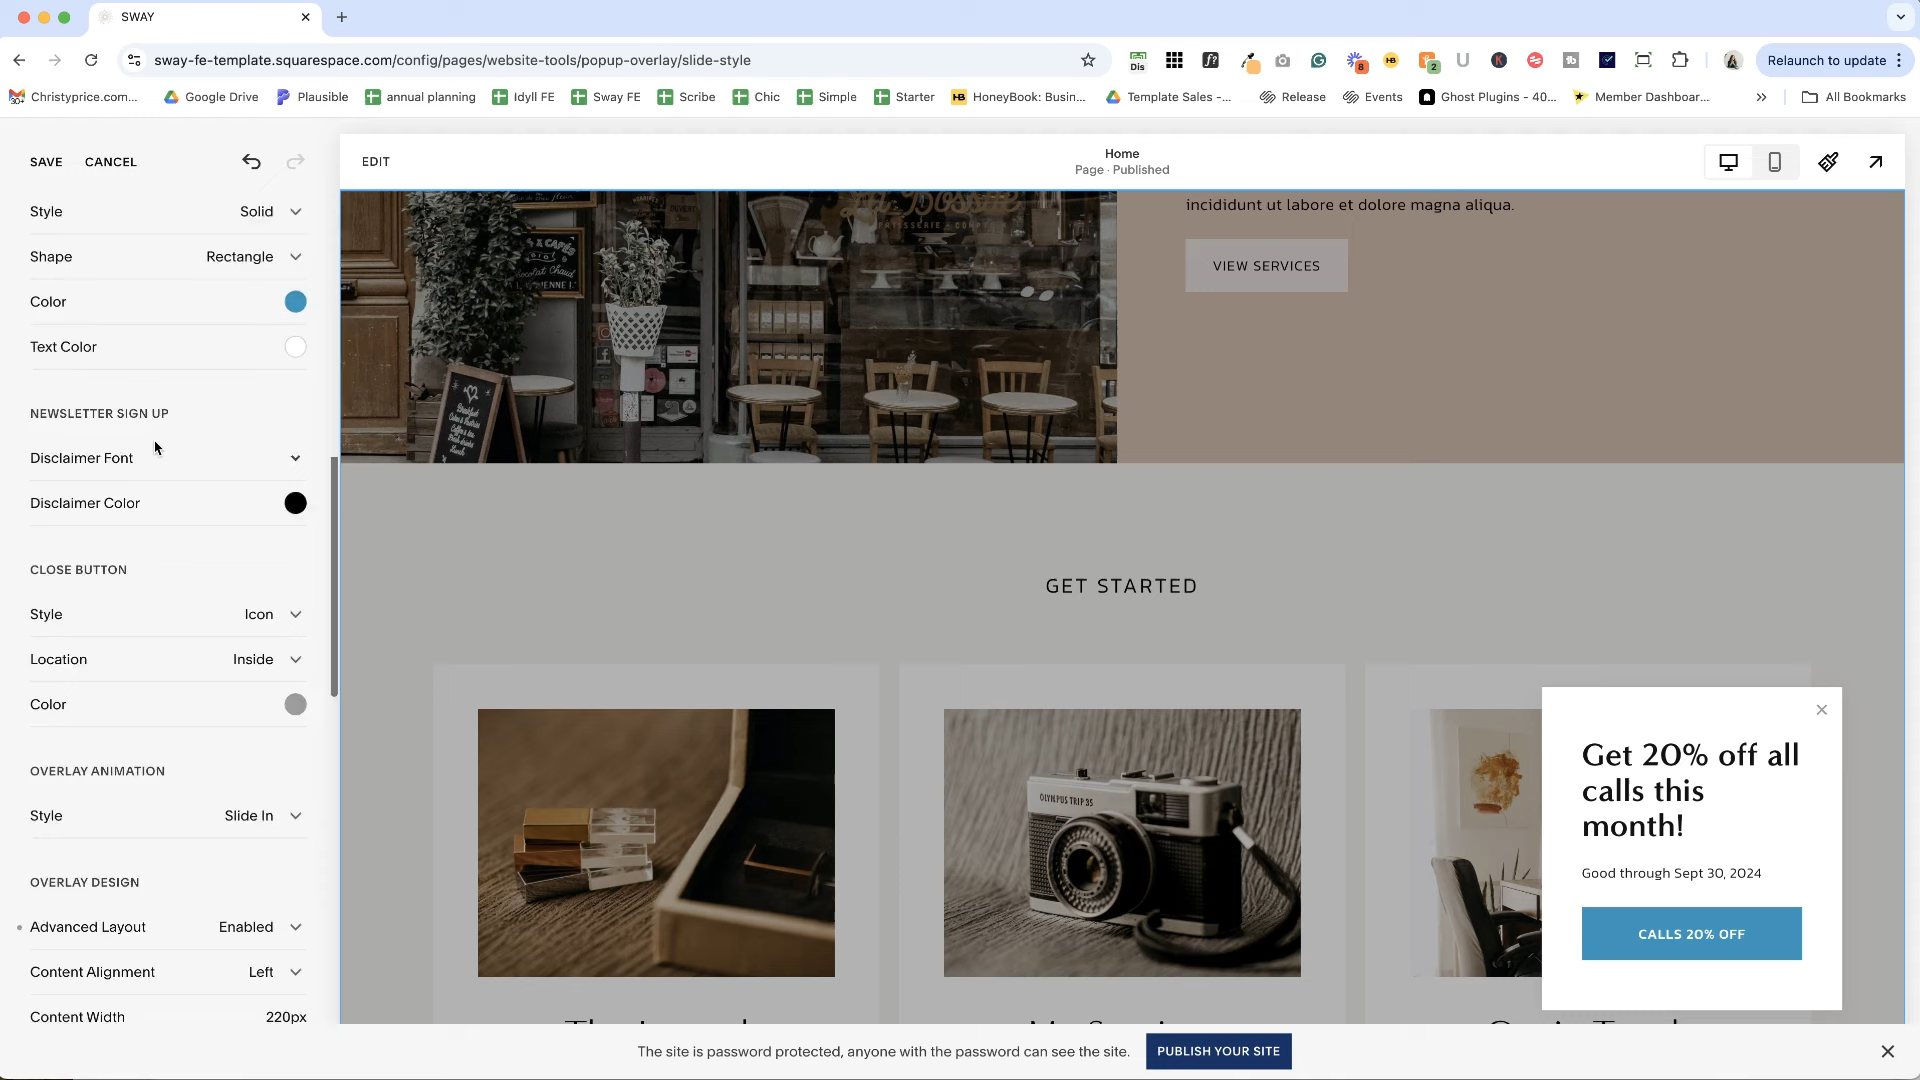 SWAY
sway-fe-template.squarespace.com/config/pages/website-tools/popup-overlay/slide-style
Dis
8
2
Relaunch to update
Christyprice.com...
Google Drive
Plausible
annual planning
Idyll FE
Sway FE
Scribe
Chic
Simple
Starter
HoneyBook: Busin...
Template Sales -...
Release
Events
Ghost Plugins - 40...
Member Dashboar...
All Bookmarks
SAVE
CANCEL
EDIT
Home
Page · Published
Style
Solid
Shape
Rectangle
Color
Text Color
NEWSLETTER SIGN UP
Disclaimer Font
Disclaimer Color
CLOSE BUTTON
Style
Icon
Location
Inside
Color
OVERLAY ANIMATION
Style
Slide In
OVERLAY DESIGN
Advanced Layout
Enabled
Content Alignment
Left
Content Width
220px
incididunt ut labore et dolore magna aliqua.
VIEW SERVICES
GET STARTED
OLYMPUS TRIP 35
Get 20% off all
calls this
month!
Good through Sept 30, 2024
CALLS 20% OFF
The site is password protected, anyone with the password can see the site.
PUBLISH YOUR SITE